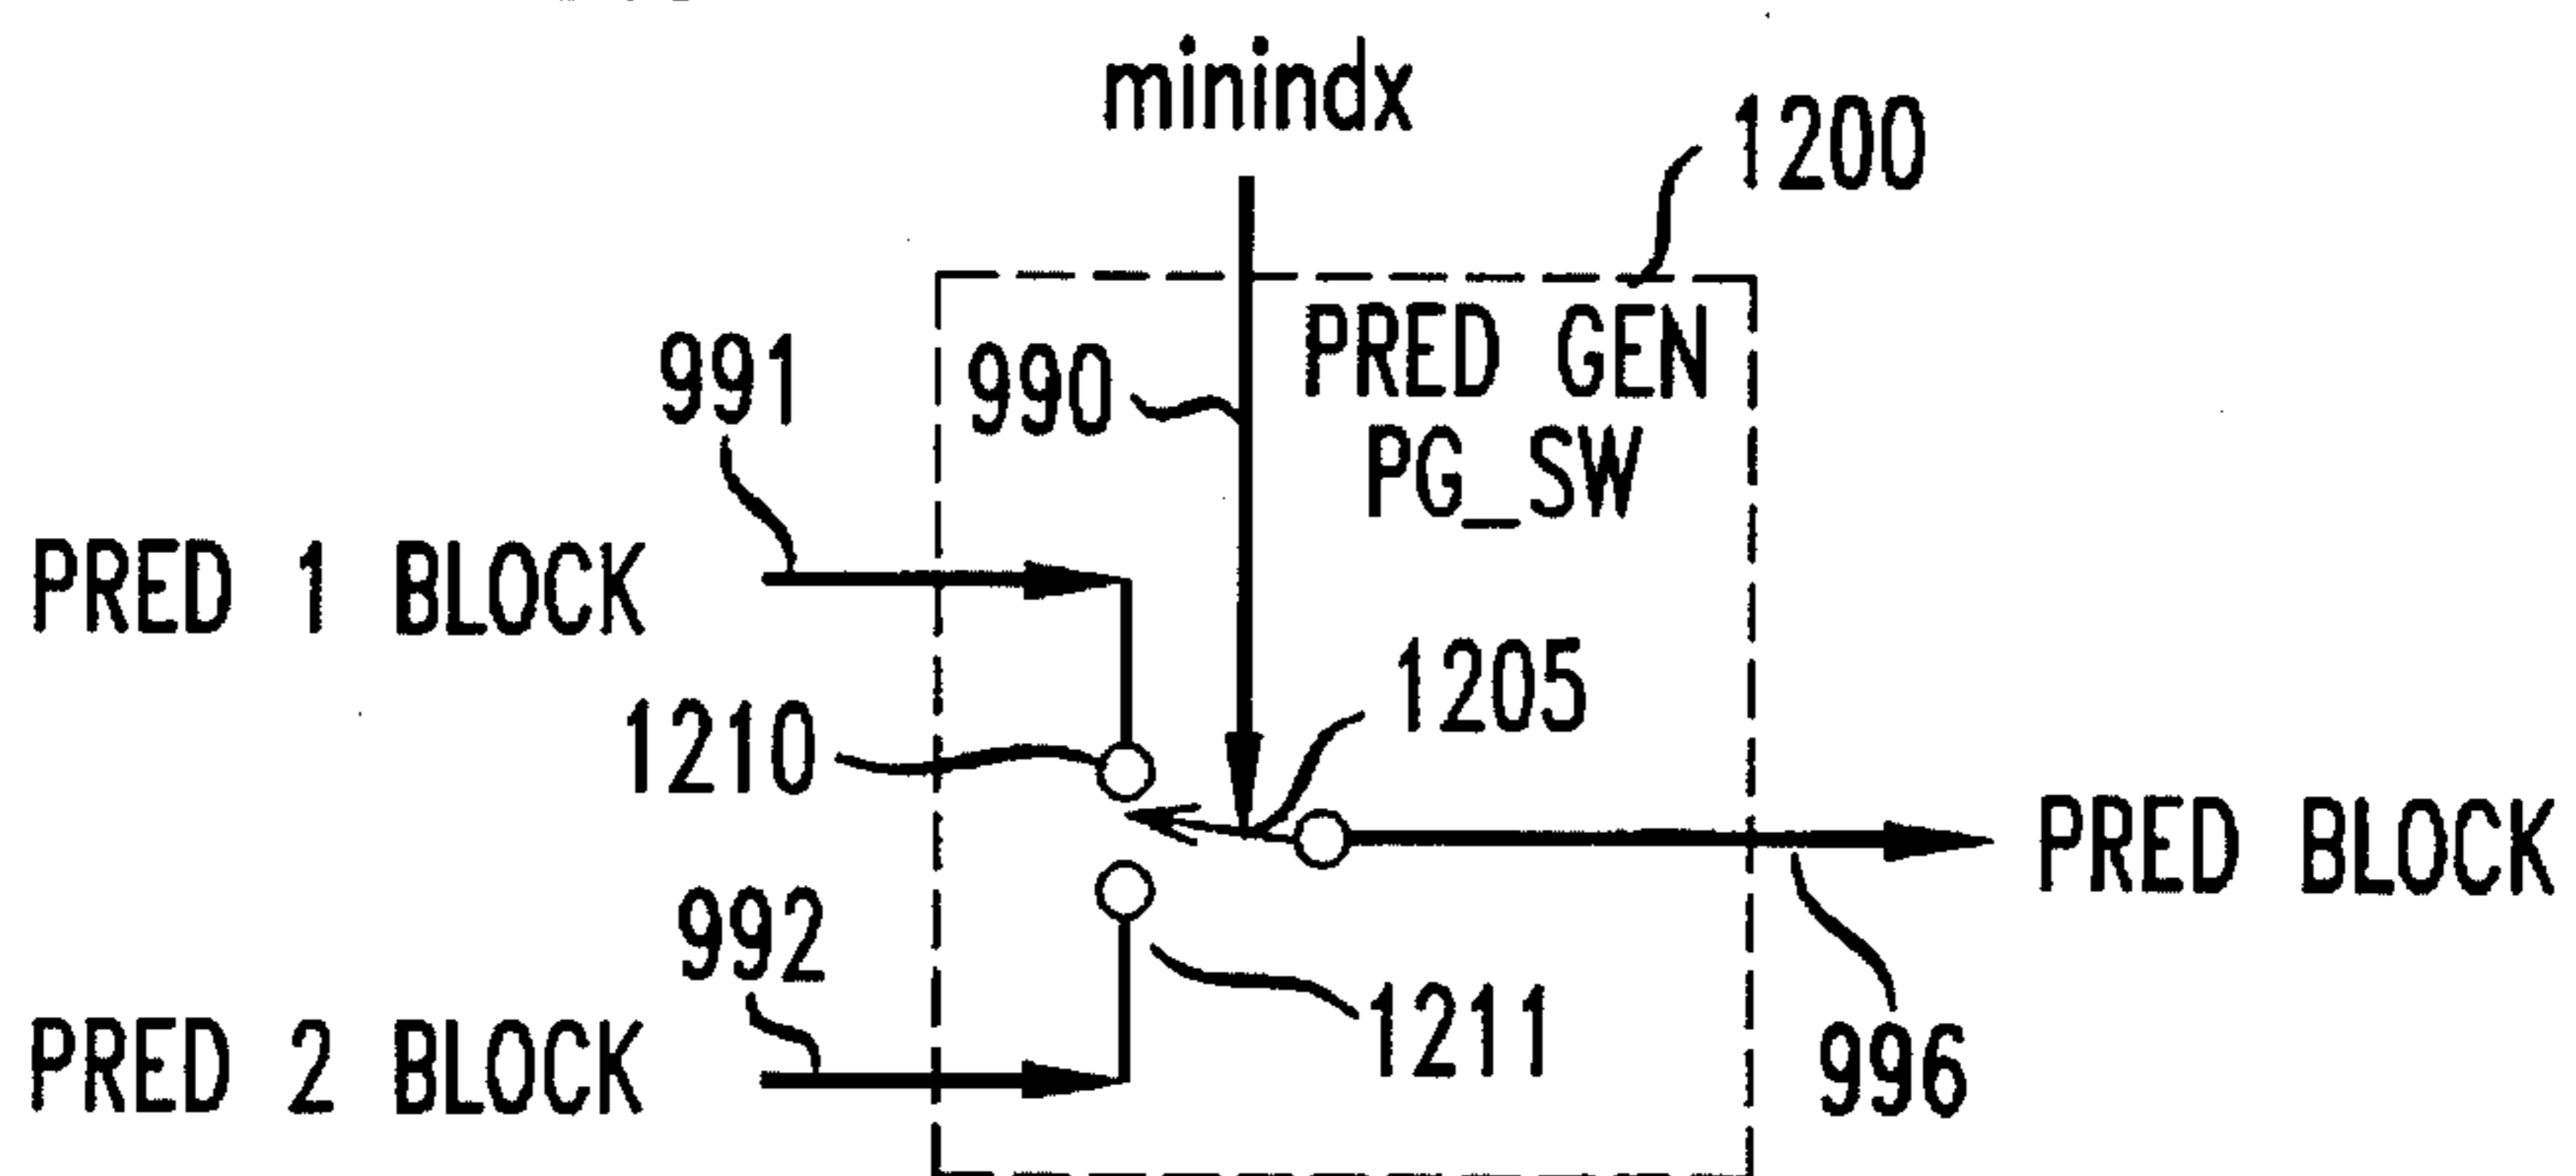 minindx
1200
PRED GEN
PG_SW
991
990
PRED 1 BLOCK
1205
1210
PRED BLOCK
992
1211
PRED 2 BLOCK
996